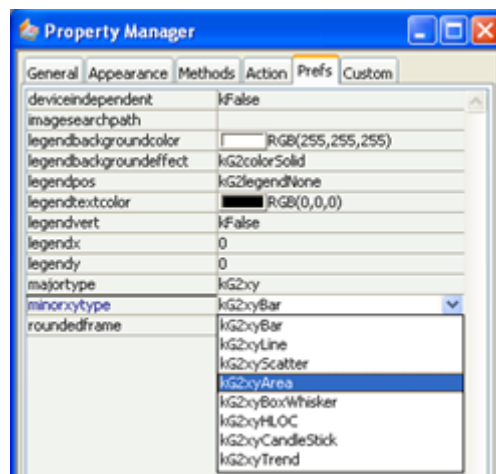 Property Manager
General Appearance Methods Action Prefs Custom
deviceindependent kFalse
imagesearchpath
legendbackgroundcolor RGB(255,255,255)
legendbackgroundeffect kG2colorSolid
legendpos kG2legendNone
legendtextcolor RGB(0,0,0)
legendvert kFalse
legendx 0
legendy 0
majortype kG2xy
minorxytype kG2xyBar
roundedframe kG2xyBar
kG2xyLine
kG2xyScatter
kG2xyArea
kG2xyBoxWhisker
kG2xyHLOC
kG2xyCandleStick
kG2xyTrend